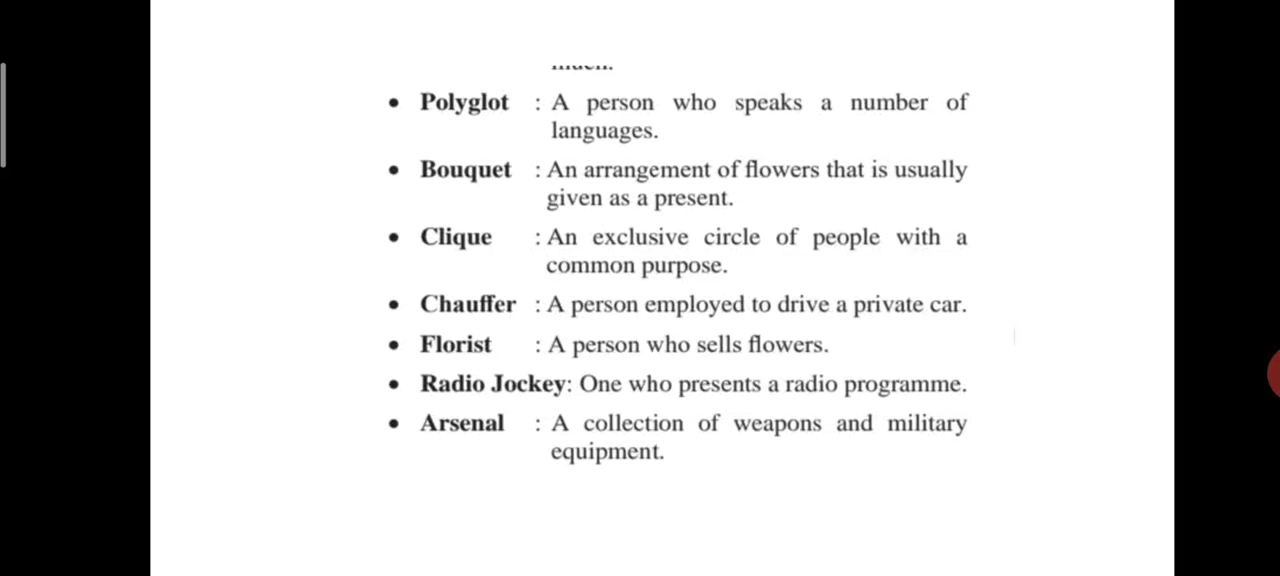 • Polyglot : A person who speaks a number of
languages.
• Bouquet : An arrangement of flowers that is usually
given as a present.
• Clique : An exclusive circle of people with a
common purpose.
• Chauffer : A person employed to drive a private car.
• Florist : A person who sells flowers.
• Radio Jockey: One who presents a radio programme.
• Arsenal : A collection of weapons and military
equipment.